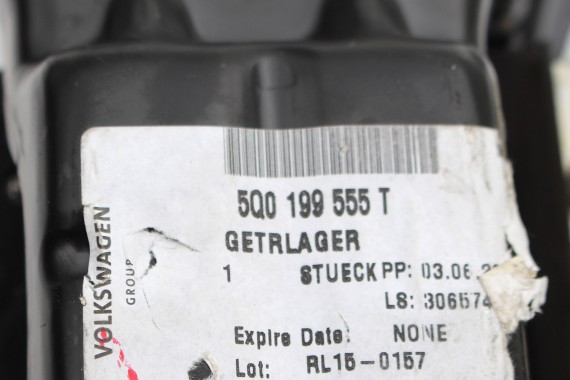 5Q0 199 555 T
GETRLAGER
1 STUECK PP: 03.06.2
LS: 306574
Expire Date: NONE
Lot: RL15-0157
VOLKSWAGEN
GROUP